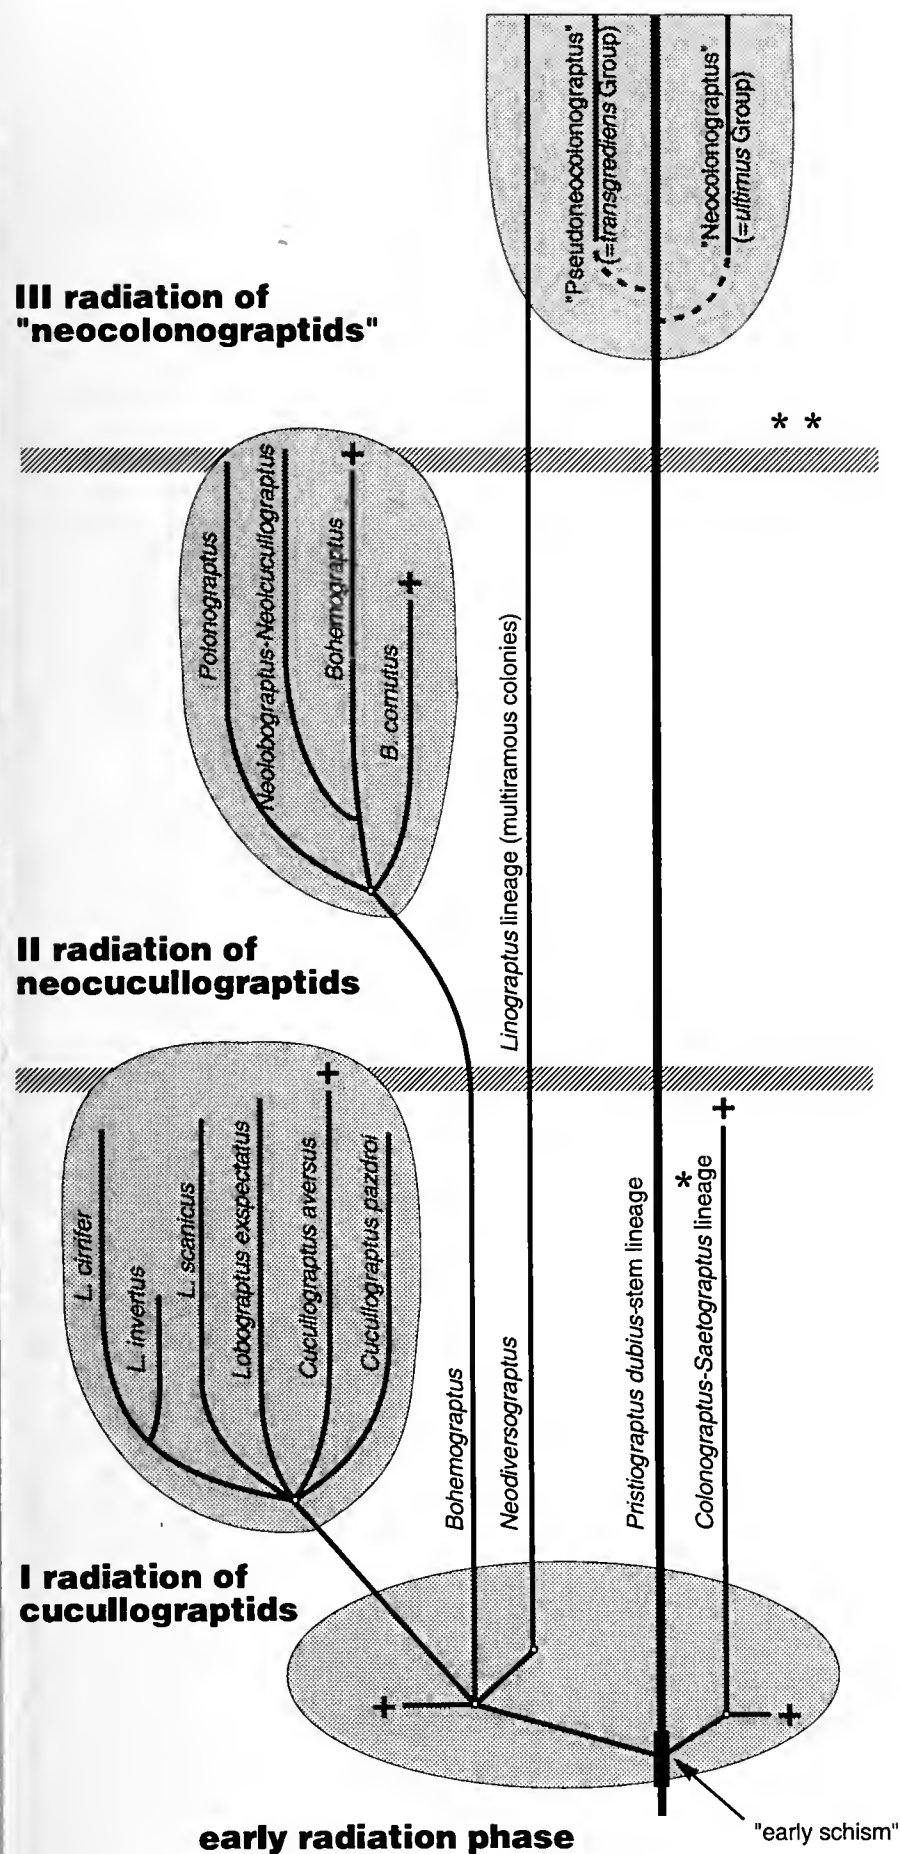 "Pseudoneocolonograptus"
(=transgrediens Group)
"Neocolonograptus"
(=ultimus Group)
III radiation of
"neocolonograptids"
* *
+
Polonograptus
Neolobograptus-Neolcucullograptus
Bohemograptus
+
B. cornutus
Linograptus lineage (multiramous colonies)
II radiation of
neocucullograptids
+
+
L. cirrifer
L. invertus
L. scanicus
Lobograptus exspectatus
Cucullograptus aversus
Cucullograptus pazdroi
Bohemograptus
Neodiversograptus
Pristiograptus dubius-stem lineage
*
Colonograptus-Saetograptus lineage
I radiation of
cucullograptids
+
+
early radiation phase
"early schism"